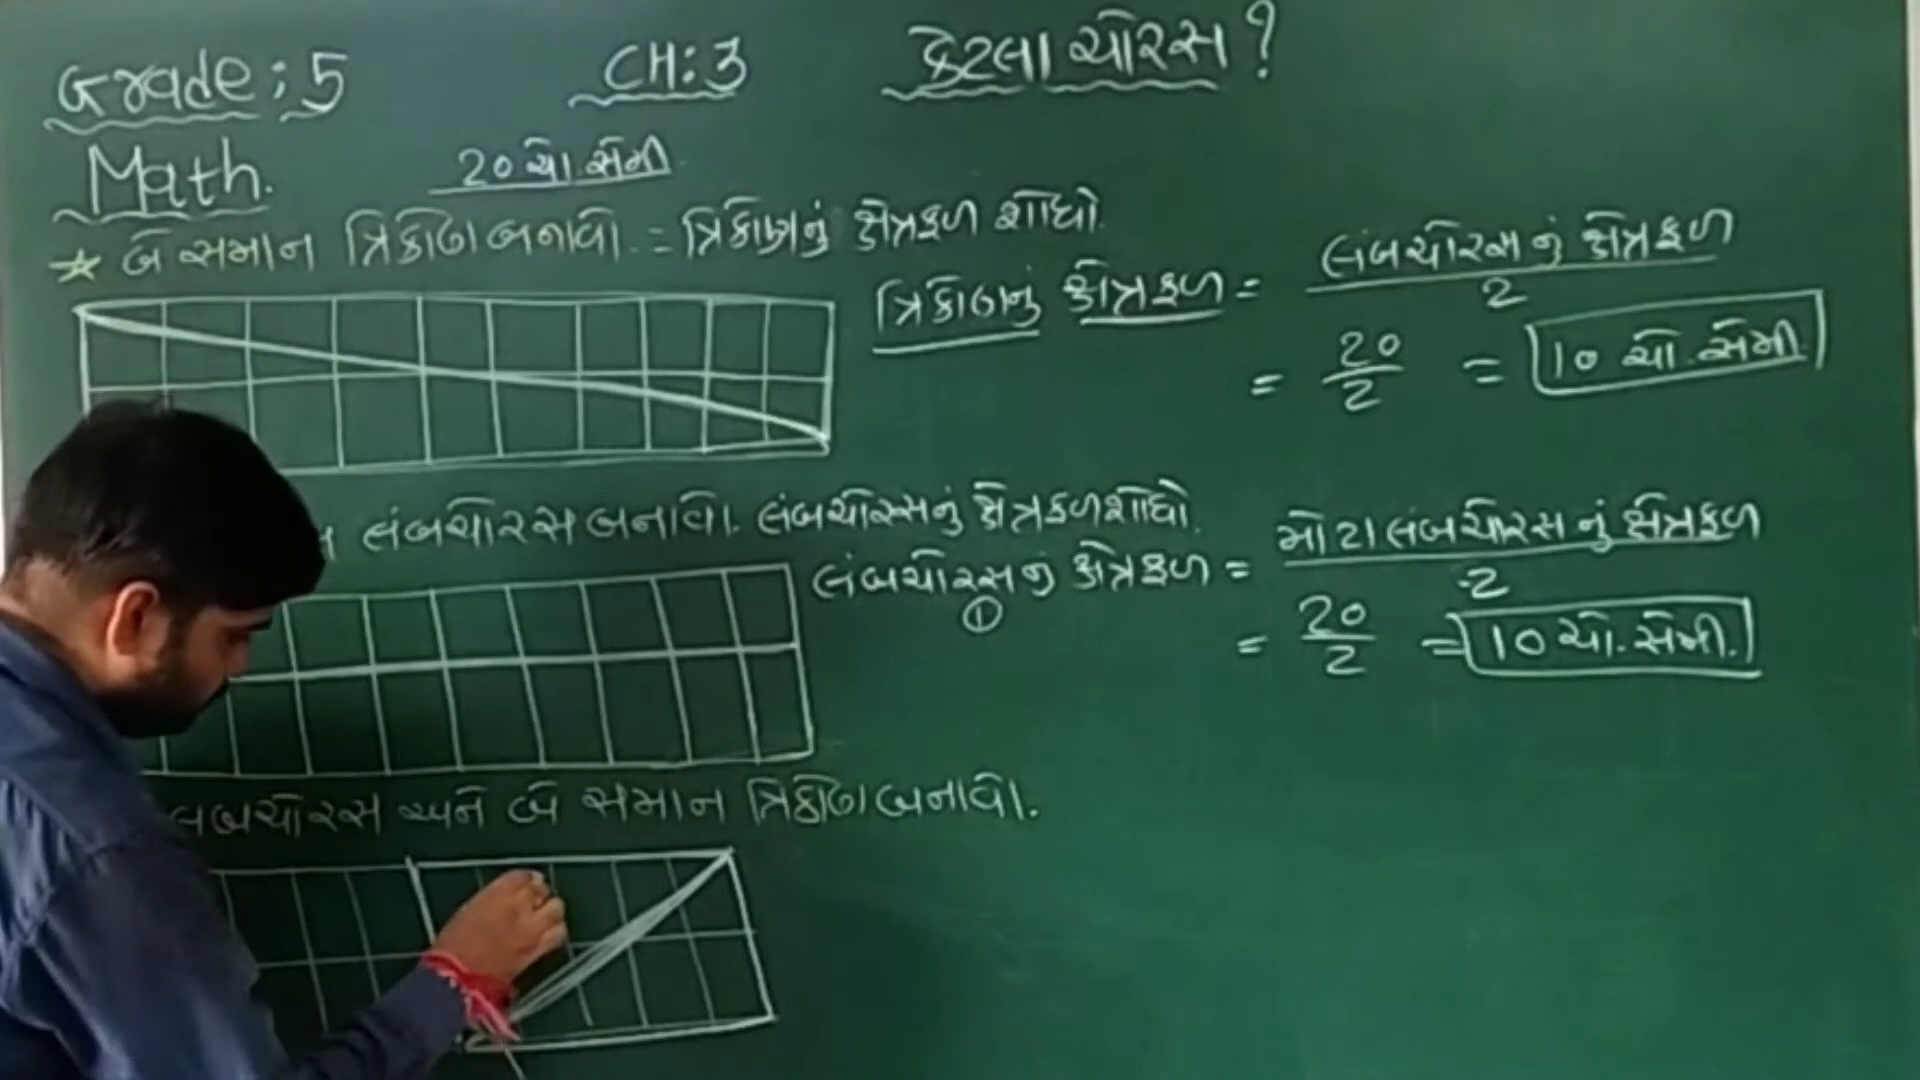 Grade: 5
CH: 3
કેટલા ચોરસ ?
Math.
20 ચો. સેમી
☆ બે સમાન ત્રિકોણ બનાવો. = ત્રિકોણનું ક્ષેત્રફળ શોધો.
ત્રિકોણનું ક્ષેત્રફળ = લંબચોરસનું ક્ષેત્રફળ / 2
= 20/2 = 10 ચો. સેમી
લંબચોરસ બનાવો. લંબચોરસનું ક્ષેત્રફળ શોધો.
લંબચોરસનું ક્ષેત્રફળ = મોટા લંબચોરસનું ક્ષેત્રફળ / 2
①
= 20/2 = 10 ચો. સેમી.
લંબચોરસ અને બે સમાન ત્રિકોણ બનાવો.